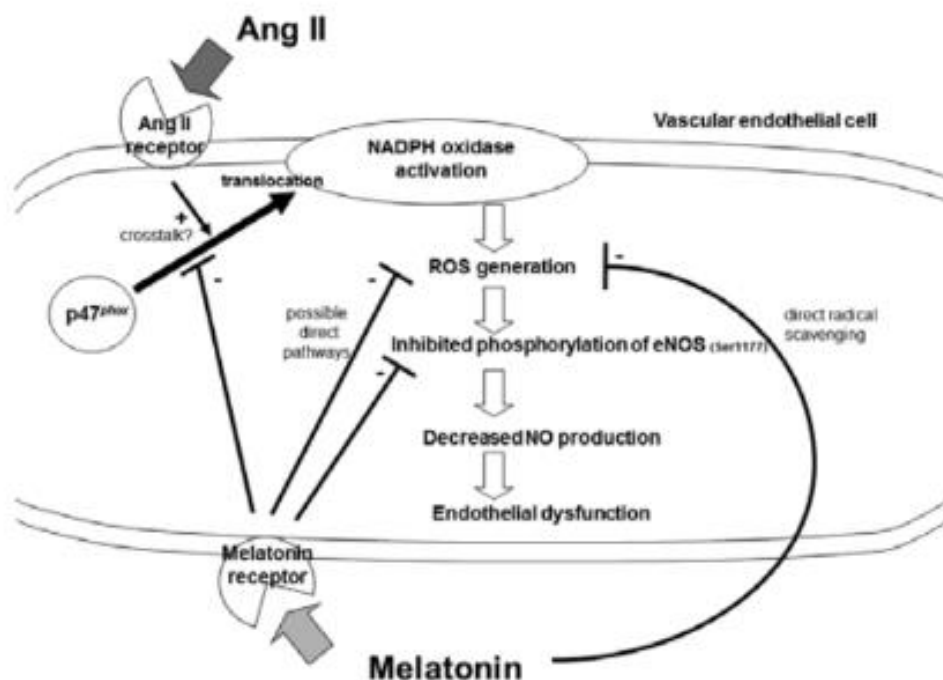 Ang II
Ang II
receptor
Vascular endothelial cell
NADPH oxidase
activation
translocation
+
crosstalk?
-
p47phox
ROS generation
-
-
possible
direct
pathways
direct radical
scavenging
Inhibited phosphorylation of eNOS (Ser1177)
-
Decreased NO production
Endothelial dysfunction
Melatonin
receptor
Melatonin